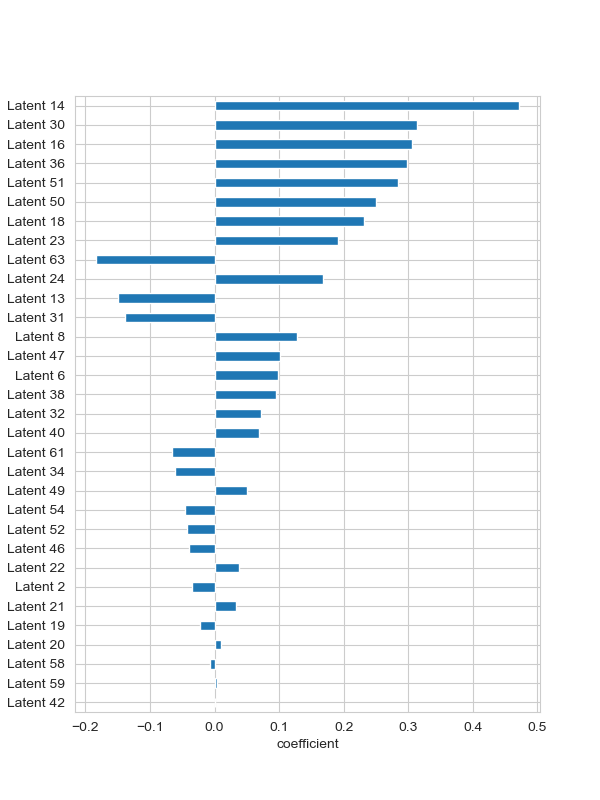 Latent 14
Latent 30
Latent 16
Latent 36
Latent 51
Latent 50
Latent 18
Latent 23
Latent 63
Latent 24
Latent 13
Latent 31
Latent 8
Latent 47
Latent 6
Latent 38
Latent 32
Latent 40
Latent 61
Latent 34
Latent 49
Latent 54
Latent 52
Latent 46
Latent 22
Latent 2
Latent 21
Latent 19
Latent 20
Latent 58
Latent 59
Latent 42
−0.2 −0.1 0.0 0.1 0.2 0.3 0.4 0.5
coefficient